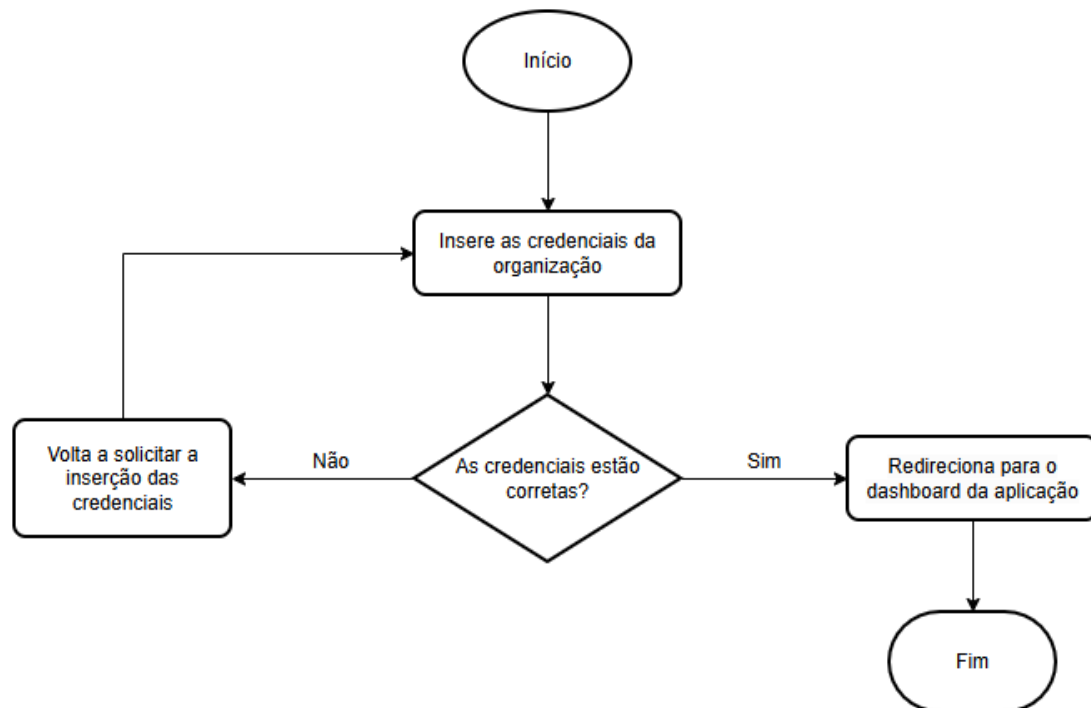 Início
Insere as credenciais da
organização
As credenciais estão
corretas?
Não
Sim
Volta a solicitar a
inserção das
credenciais
Redireciona para o
dashboard da aplicação
Fim